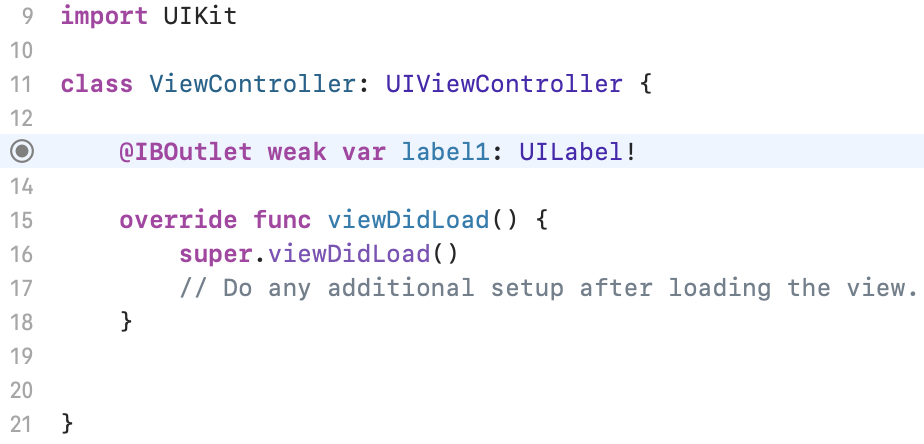 9 import UIKit
10
11 class ViewController: UIViewController {
12
@IBOutlet weak var label1: UILabel!
14
15 override func viewDidLoad() {
16 super.viewDidLoad()
17 // Do any additional setup after loading the view.
18 }
19
20
21 }